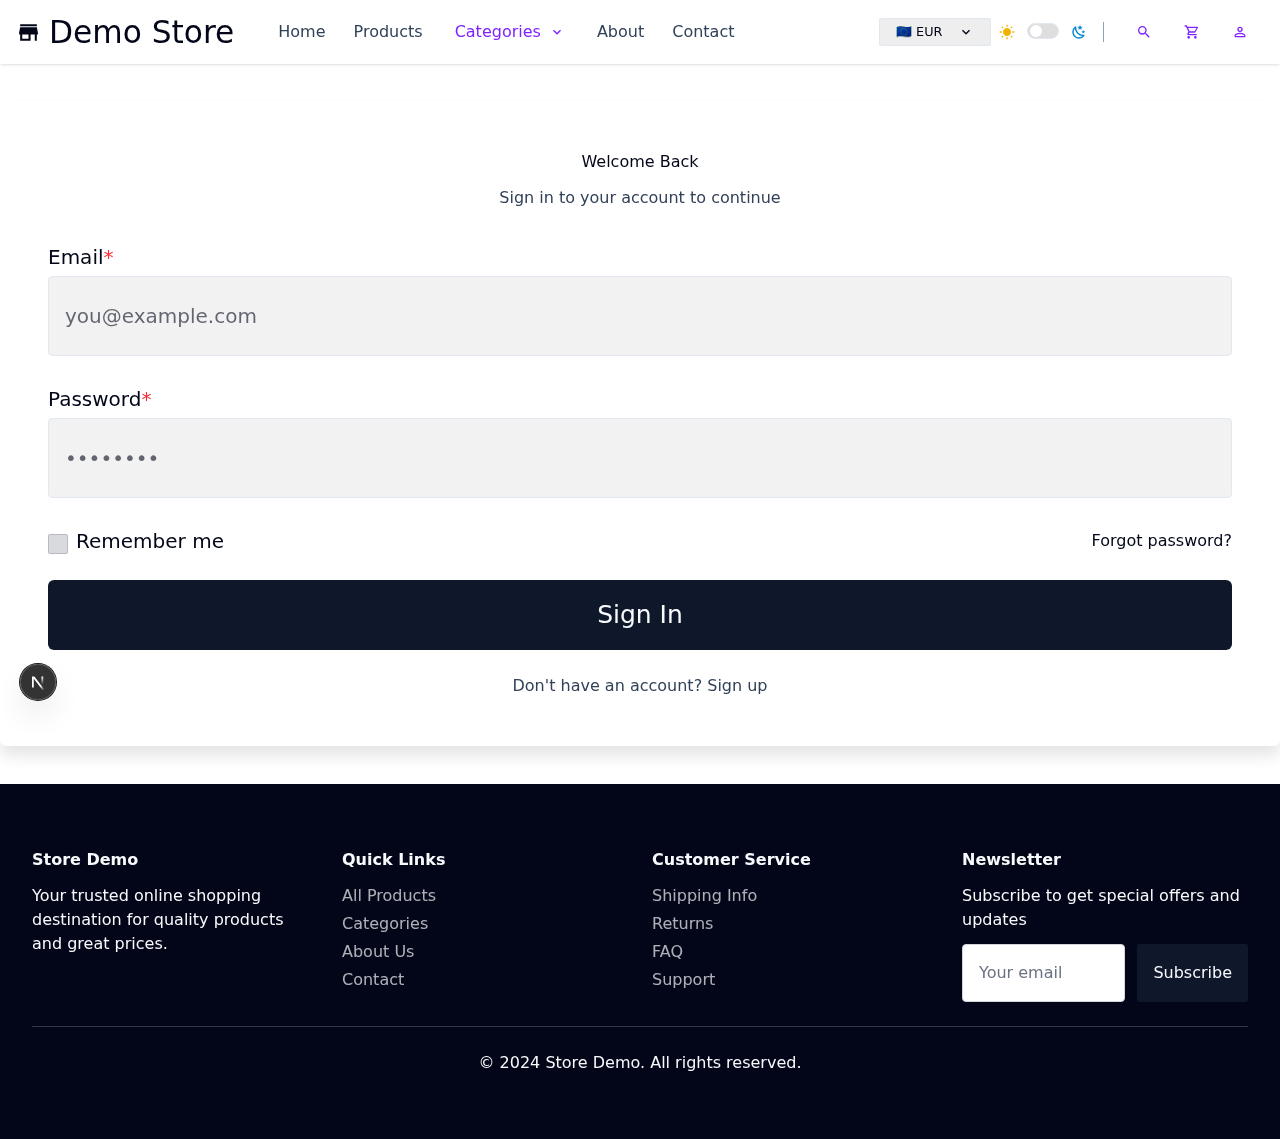 Demo Store
Home Products Categories About Contact
🇪🇺 EUR
Welcome Back
Sign in to your account to continue
Email*
you@example.com
Password*
••••••••
Remember me
Forgot password?
Sign In
N
Don't have an account? Sign up
Store Demo
Your trusted online shopping
destination for quality products
and great prices.
Quick Links
All Products
Categories
About Us
Contact
Customer Service
Shipping Info
Returns
FAQ
Support
Newsletter
Subscribe to get special offers and
updates
Your email
Subscribe
© 2024 Store Demo. All rights reserved.